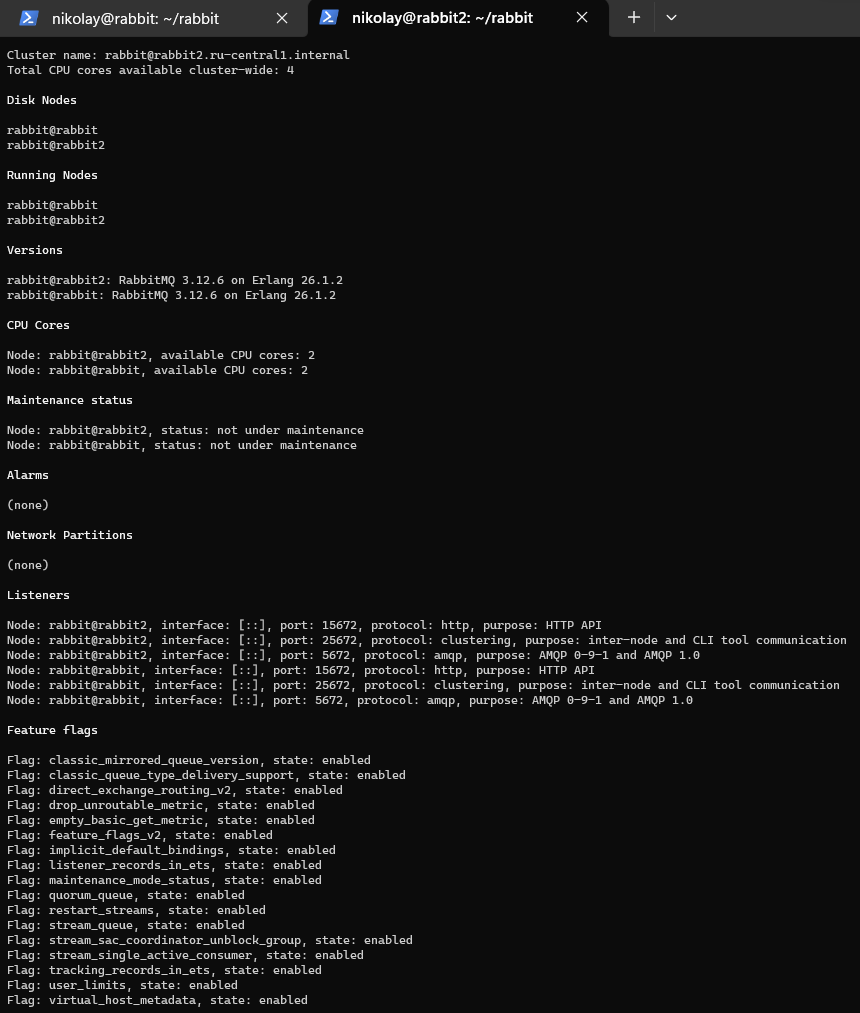 nikolay@rabbit: ~/rabbit
nikolay@rabbit2: ~/rabbit
Cluster name: rabbit@rabbit2.ru-central1.internal
Total CPU cores available cluster-wide: 4
Disk Nodes
rabbit@rabbit
rabbit@rabbit2
Running Nodes
rabbit@rabbit
rabbit@rabbit2
Versions
rabbit@rabbit2: RabbitMQ 3.12.6 on Erlang 26.1.2
rabbit@rabbit: RabbitMQ 3.12.6 on Erlang 26.1.2
CPU Cores
Node: rabbit@rabbit2, available CPU cores: 2
Node: rabbit@rabbit, available CPU cores: 2
Maintenance status
Node: rabbit@rabbit2, status: not under maintenance
Node: rabbit@rabbit, status: not under maintenance
Alarms
(none)
Network Partitions
(none)
Listeners
Node: rabbit@rabbit2, interface: [::], port: 15672, protocol: http, purpose: HTTP API
Node: rabbit@rabbit2, interface: [::], port: 25672, protocol: clustering, purpose: inter-node and CLI tool communication
Node: rabbit@rabbit2, interface: [::], port: 5672, protocol: amqp, purpose: AMQP 0-9-1 and AMQP 1.0
Node: rabbit@rabbit, interface: [::], port: 15672, protocol: http, purpose: HTTP API
Node: rabbit@rabbit, interface: [::], port: 25672, protocol: clustering, purpose: inter-node and CLI tool communication
Node: rabbit@rabbit, interface: [::], port: 5672, protocol: amqp, purpose: AMQP 0-9-1 and AMQP 1.0
Feature flags
Flag: classic_mirrored_queue_version, state: enabled
Flag: classic_queue_type_delivery_support, state: enabled
Flag: direct_exchange_routing_v2, state: enabled
Flag: drop_unroutable_metric, state: enabled
Flag: empty_basic_get_metric, state: enabled
Flag: feature_flags_v2, state: enabled
Flag: implicit_default_bindings, state: enabled
Flag: listener_records_in_ets, state: enabled
Flag: maintenance_mode_status, state: enabled
Flag: quorum_queue, state: enabled
Flag: restart_streams, state: enabled
Flag: stream_queue, state: enabled
Flag: stream_sac_coordinator_unblock_group, state: enabled
Flag: stream_single_active_consumer, state: enabled
Flag: tracking_records_in_ets, state: enabled
Flag: user_limits, state: enabled
Flag: virtual_host_metadata, state: enabled